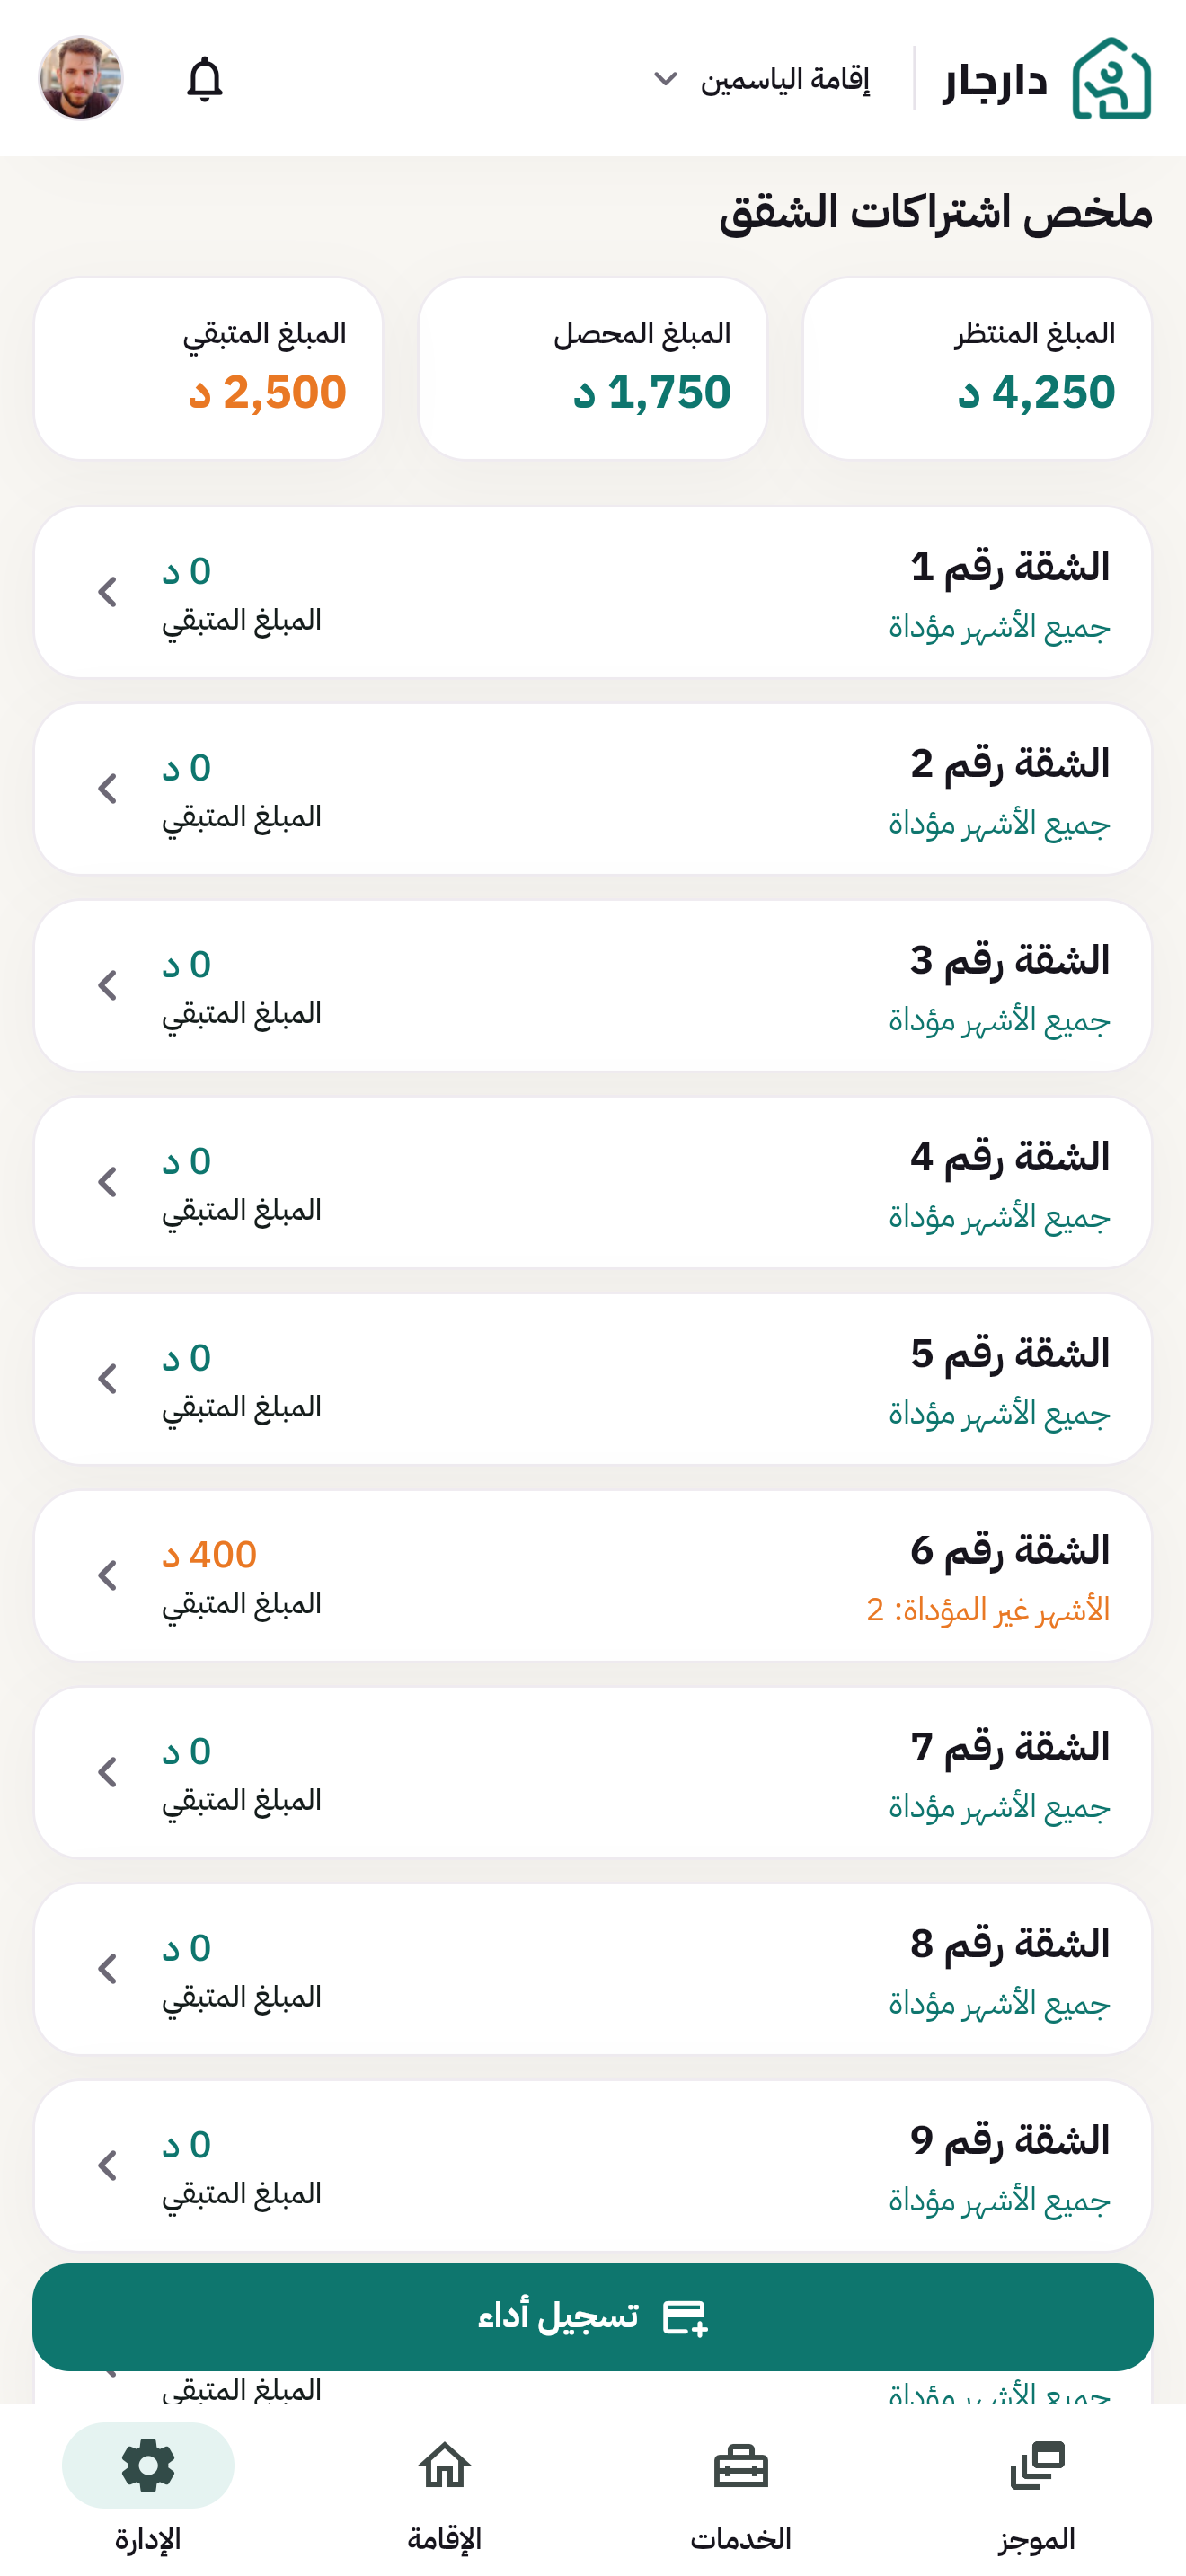 دارجار
إقامة الياسمين
ملخص اشتراكات الشقق
المبلغ المنتظر
4,250 د
المبلغ المحصل
1,750 د
المبلغ المتبقي
2,500 د
الشقة رقم 1
جميع الأشهر مؤداة
0 د
المبلغ المتبقي
الشقة رقم 2
جميع الأشهر مؤداة
0 د
المبلغ المتبقي
الشقة رقم 3
جميع الأشهر مؤداة
0 د
المبلغ المتبقي
الشقة رقم 4
جميع الأشهر مؤداة
0 د
المبلغ المتبقي
الشقة رقم 5
جميع الأشهر مؤداة
0 د
المبلغ المتبقي
الشقة رقم 6
الأشهر غير المؤداة: 2
400 د
المبلغ المتبقي
الشقة رقم 7
جميع الأشهر مؤداة
0 د
المبلغ المتبقي
الشقة رقم 8
جميع الأشهر مؤداة
0 د
المبلغ المتبقي
الشقة رقم 9
جميع الأشهر مؤداة
0 د
المبلغ المتبقي
تسجيل أداء
جميع الأشهر مؤداة
المبلغ المتبقي
الموجز
الخدمات
الإقامة
الإدارة